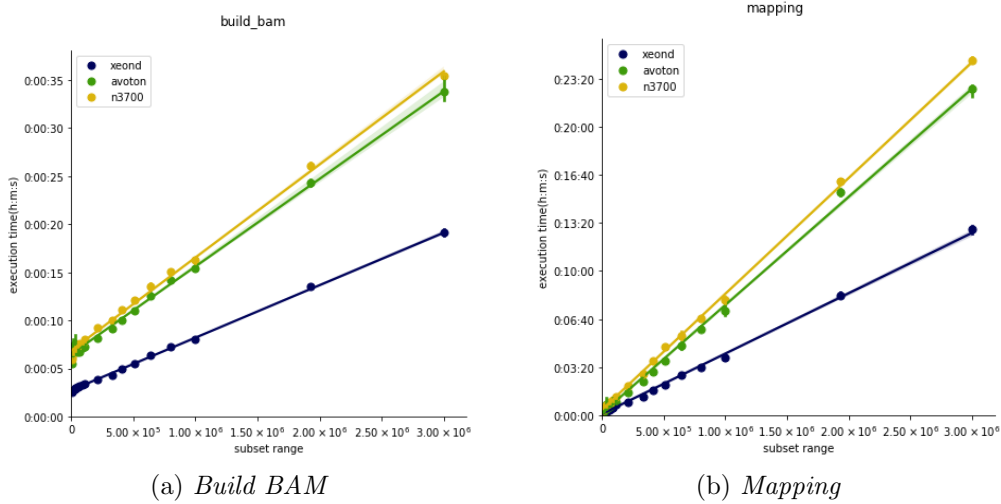 build_bam
xeond
avoton
n3700
0:00:35
0:00:30
0:00:25
0:00:20
0:00:15
0:00:10
0:00:05
0:00:00
execution time(h:m:s)
0
5.00 × 10⁵
1.00 × 10⁶
1.50 × 10⁶
2.00 × 10⁶
2.50 × 10⁶
3.00 × 10⁶
subset range
(a) Build BAM
mapping
xeond
avoton
n3700
0:23:20
0:20:00
0:16:40
0:13:20
0:10:00
0:06:40
0:03:20
0:00:00
execution time(h:m:s)
0
5.00 × 10⁵
1.00 × 10⁶
1.50 × 10⁶
2.00 × 10⁶
2.50 × 10⁶
3.00 × 10⁶
subset range
(b) Mapping